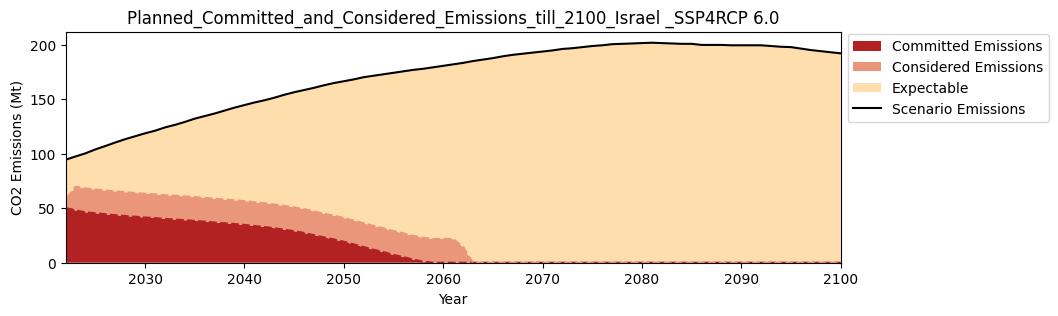 Planned_Committed_and_Considered_Emissions_till_2100_Israel _SSP4RCP 6.0
CO2 Emissions (Mt)
200
150
100
50
0
2030 2040 2050 2060 2070 2080 2090 2100
Year
Committed Emissions
Considered Emissions
Expectable
Scenario Emissions